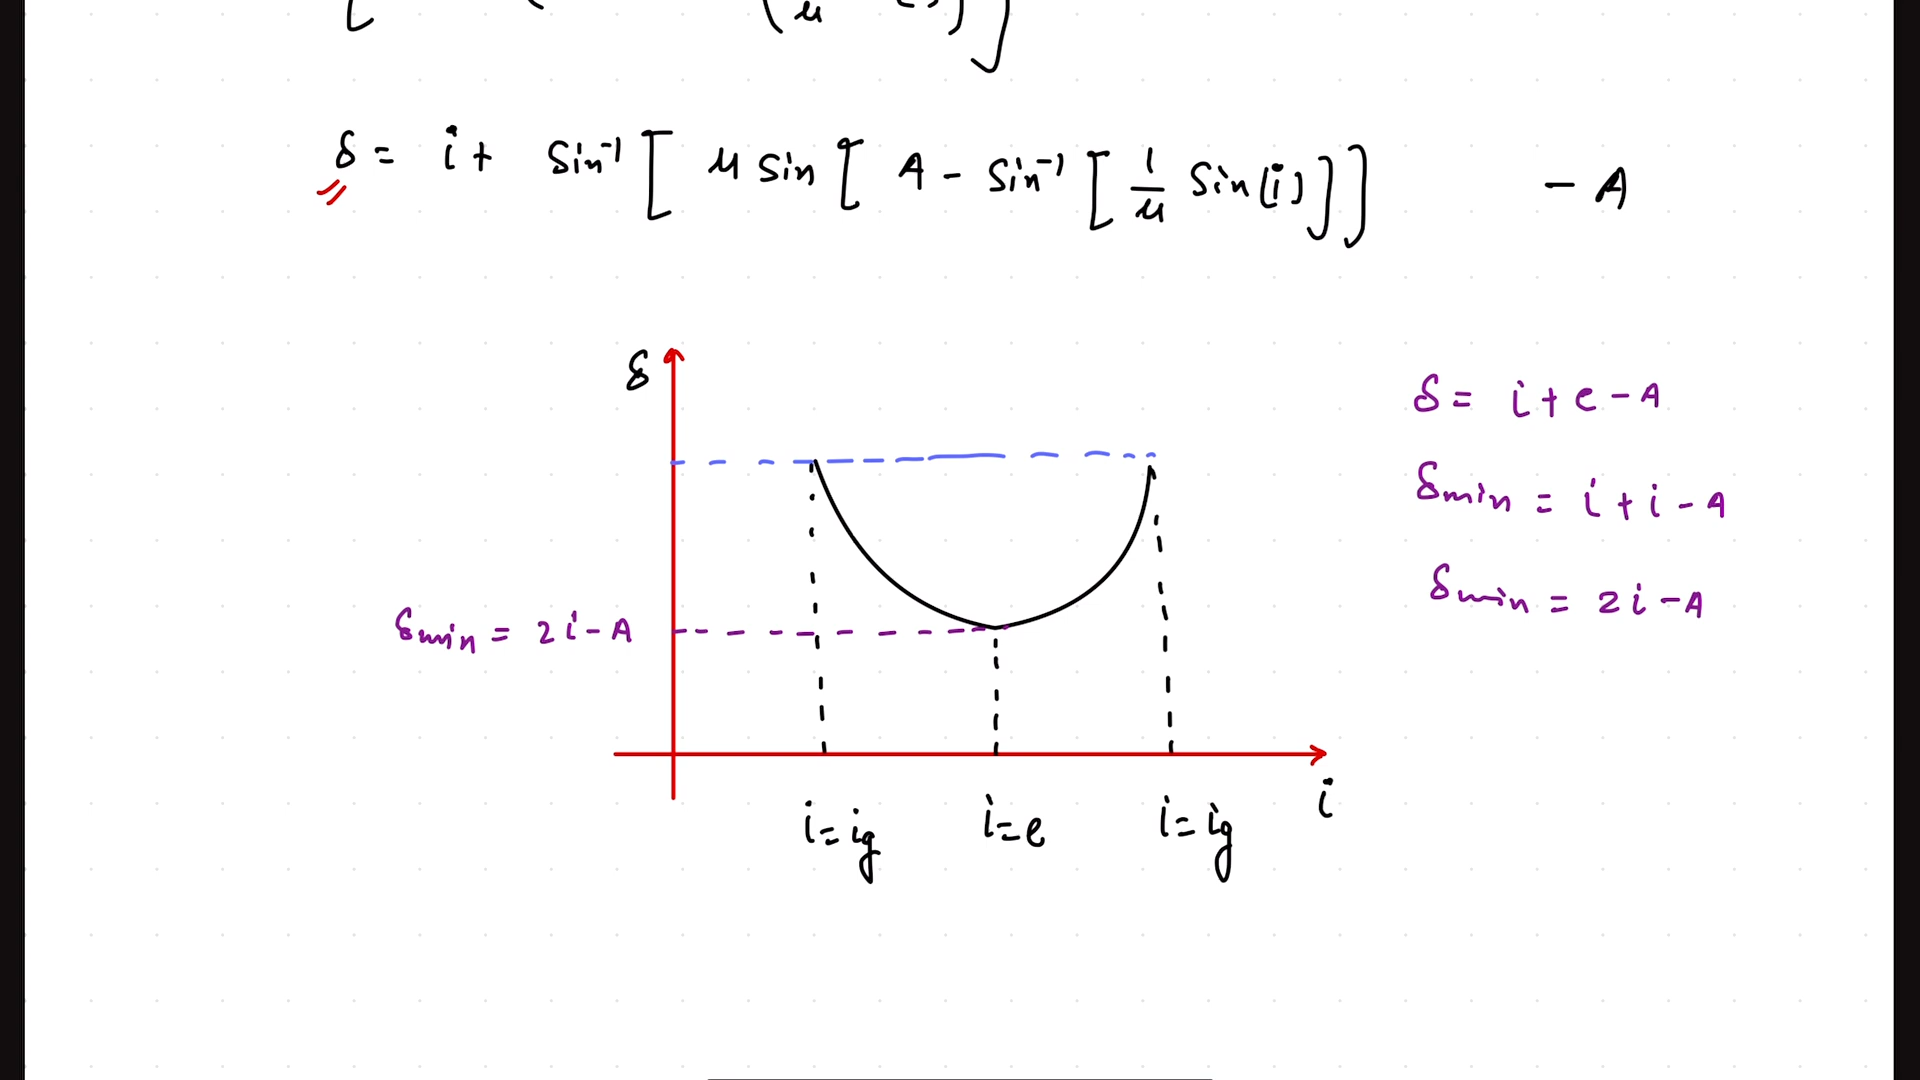 μ
δ = i + Sin⁻¹ [ μ Sin [ A - Sin⁻¹ [ 1/μ Sin(i) ] ] ] - A
δ
δ = i + e - A
δmin = i + i - A
δmin = 2i - A
δmin = 2i - A
i
i = ig i = e i = ig